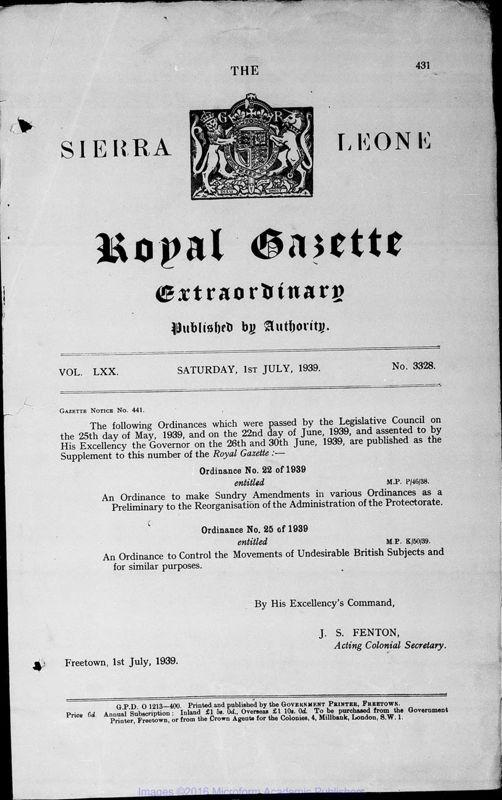 431
THE
G R
SIERRA LEONE
Royal Gazette
Extraordinary
Published by Authority.
VOL. LXX. SATURDAY, 1ST JULY, 1939. No. 3328.
GAZETTE NOTICE No. 441.
The following Ordinances which were passed by the Legislative Council on
the 25th day of May, 1939, and on the 22nd day of June, 1939, and assented to by
His Excellency the Governor on the 26th and 30th June, 1939, are published as the
Supplement to this number of the Royal Gazette :—
Ordinance No. 22 of 1939
entitled M.P. P/46/38.
An Ordinance to make Sundry Amendments in various Ordinances as a
Preliminary to the Reorganisation of the Administration of the Protectorate.
Ordinance No. 25 of 1939
entitled M.P. K/50/39.
An Ordinance to Control the Movements of Undesirable British Subjects and
for similar purposes.
By His Excellency's Command,
J. S. FENTON,
Acting Colonial Secretary.
Freetown, 1st July, 1939.
G.P.D. O 1213—400. Printed and published by the GOVERNMENT PRINTER, FREETOWN.
Price 6d. Annual Subscription: Inland £1 5s. 0d., Overseas £1 10s. 0d. To be purchased from the Government
Printer, Freetown, or from the Crown Agents for the Colonies, 4, Millbank, London, S.W. 1.
Images ©2016 Microform Academic Publishers